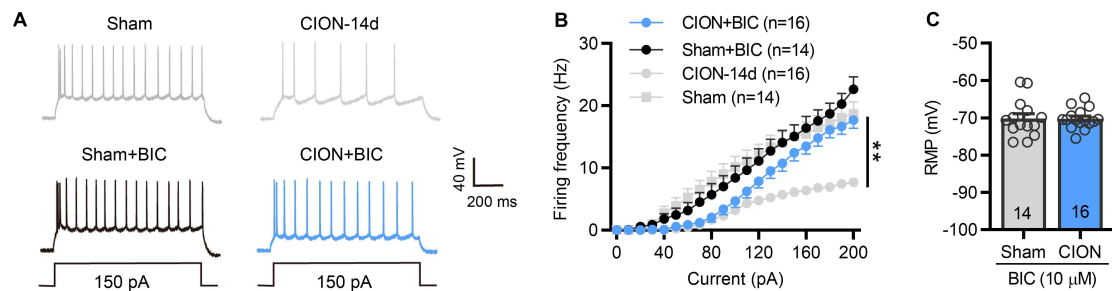 A
Sham
CION-14d
Sham+BIC
CION+BIC
40 mV
200 ms
150 pA
150 pA
B
CION+BIC (n=16)
Sham+BIC (n=14)
CION-14d (n=16)
Sham (n=14)
Firing frequency (Hz)
30
20
10
0
**
0
40
80
120
160
200
Current (pA)
C
RMP (mV)
-50
-60
-70
-80
-90
-100
14
16
Sham
CION
BIC (10 μM)